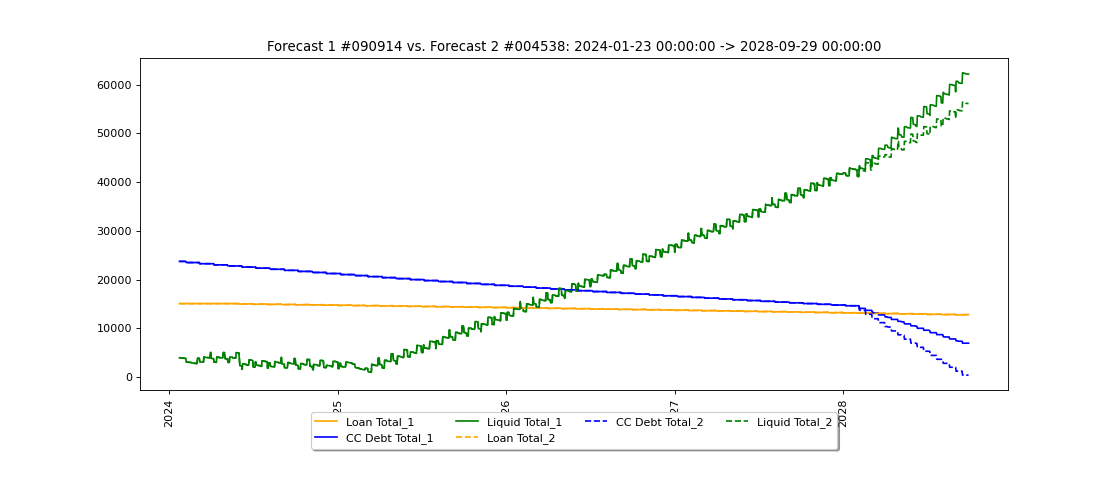 Forecast 1 #090914 vs. Forecast 2 #004538: 2024-01-23 00:00:00 -> 2028-09-29 00:00:00
60000
50000
40000
30000
20000
10000
0
2024
25
26
27
2028
Loan Total_1
Liquid Total_1
CC Debt Total_2
Liquid Total_2
CC Debt Total_1
Loan Total_2